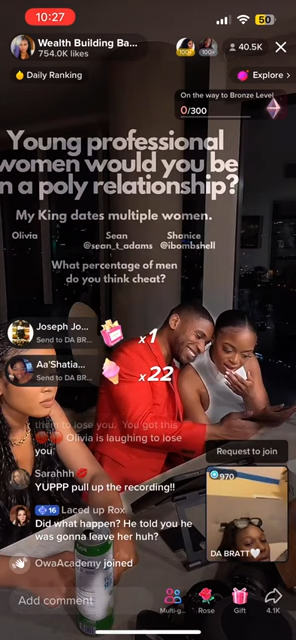 10:27
50
Wealth Building Ba...
754.0K likes
100+
100+
40.5K
Daily Ranking
Explore >
On the way to Bronze Level
0/300
Young professional
women would you be
n a poly relationship?
My King dates multiple women.
Olivia
Sean
Shanice
@sean_t_adams
@ibombshell
What percentage of men
do you think cheat?
Joseph Jo...
Send to DA BR...
x1
Aa'Shatia...
Send to DA BR...
x22
them to lose you. You got this
Olivia is laughing to lose
you
Request to join
Sarahhh💋
YUPPP pull up the recording!!
970
16 Laced up Rox
Did what happen? He told you he
was gonna leave her huh?
DA BRATT🤍
OwaAcademy joined
Add comment
Multi-g...
Rose
Gift
4.1K